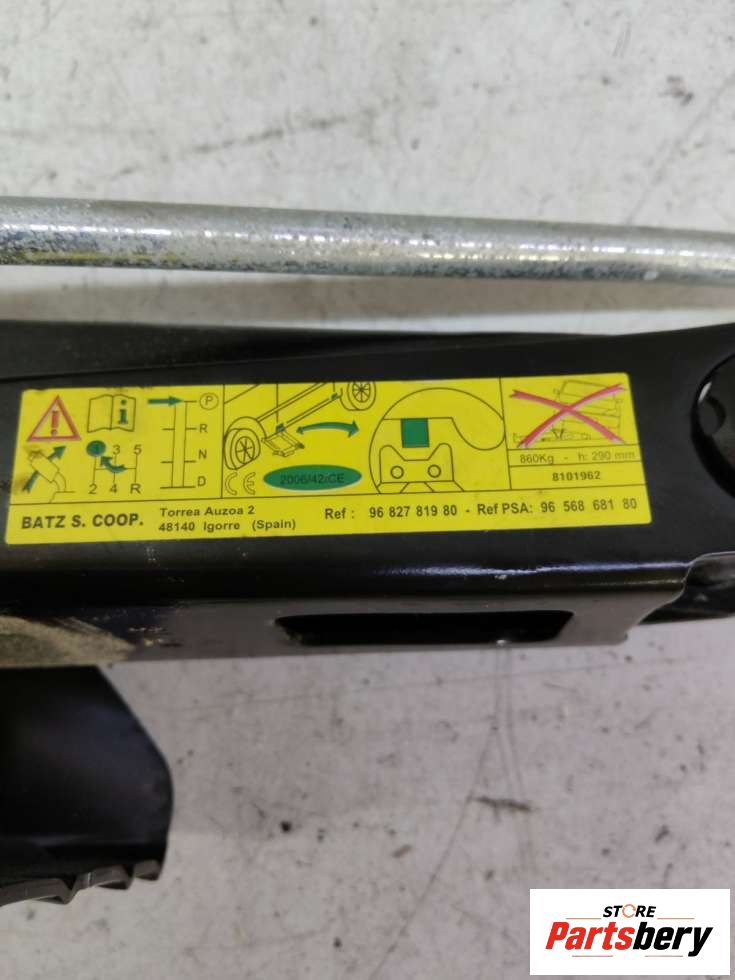 i
P
R
N
D
1 3 5
2 4 R
CE 2006/42/CE
860Kg - h: 290 mm
8101962
BATZ S. COOP.
Torrea Auzoa 2
48140 Igorre (Spain)
Ref : 96 827 819 80 - Ref PSA: 96 568 681 80
STORE
Partsbery